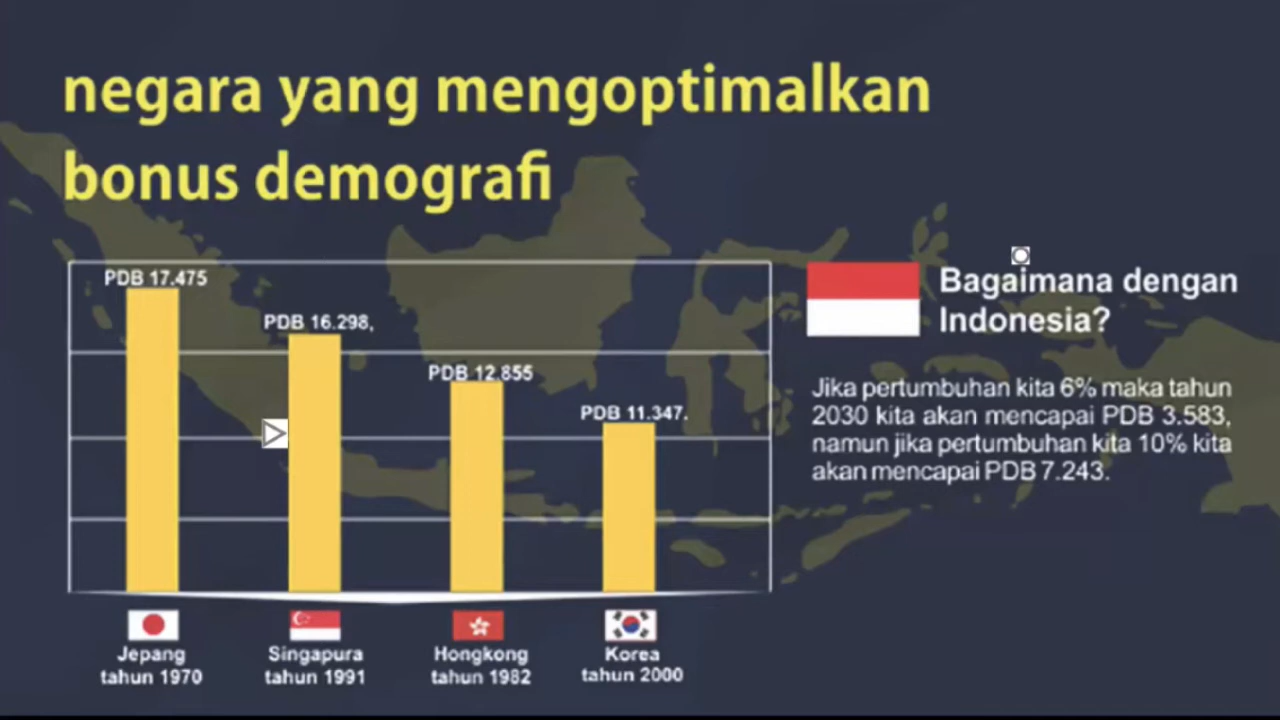 negara yang mengoptimalkan
bonus demografi
PDB 17.475
PDB 16.298,
PDB 12.855
PDB 11.347.
Jepang
tahun 1970
Singapura
tahun 1991
Hongkong
tahun 1982
Korea
tahun 2000
Bagaimana dengan
Indonesia?
Jika pertumbuhan kita 6% maka tahun
2030 kita akan mencapai PDB 3.583,
namun jika pertumbuhan kita 10% kita
akan mencapai PDB 7.243.